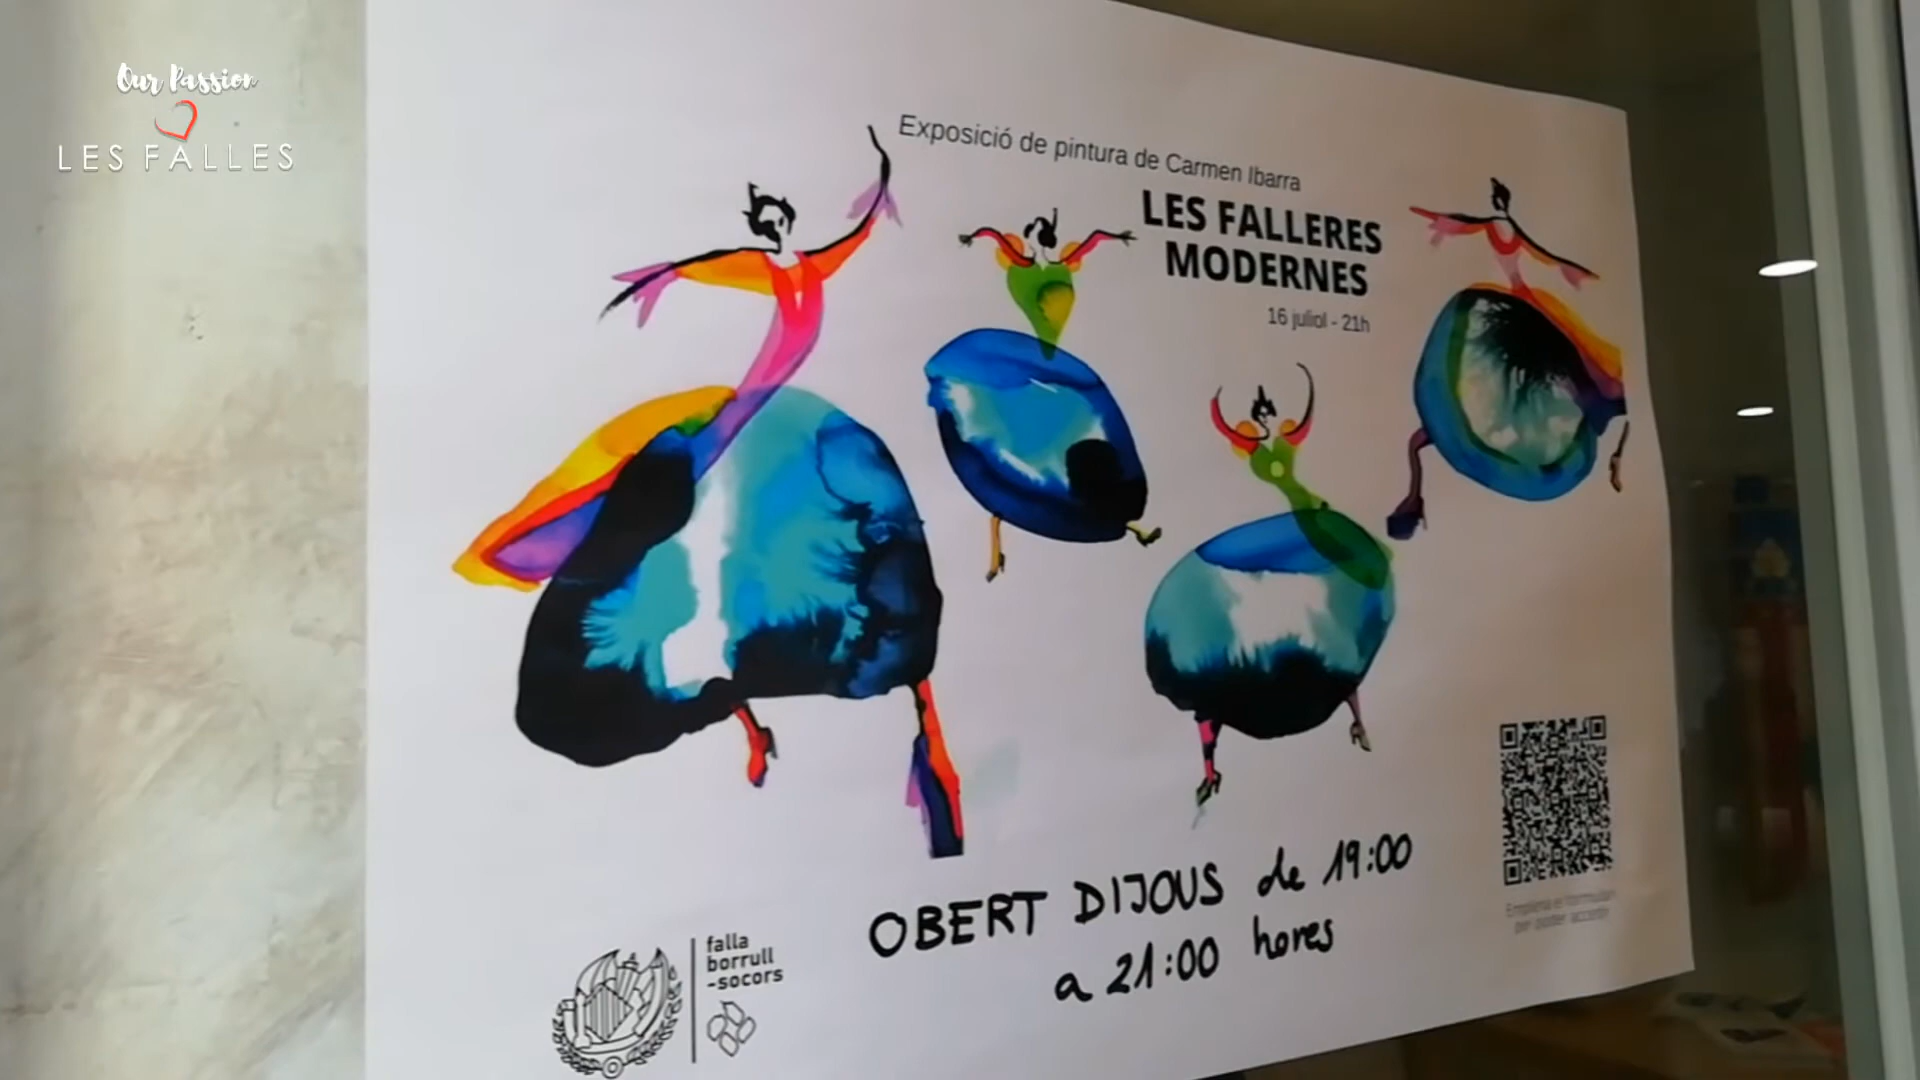 Our Passion
LES FALLES
Exposició de pintura de Carmen Ibarra
LES FALLERES
MODERNES
16 juliol - 21h
OBERT DIJOUS de 19:00
a 21:00 hores
falla
borrull
-socors